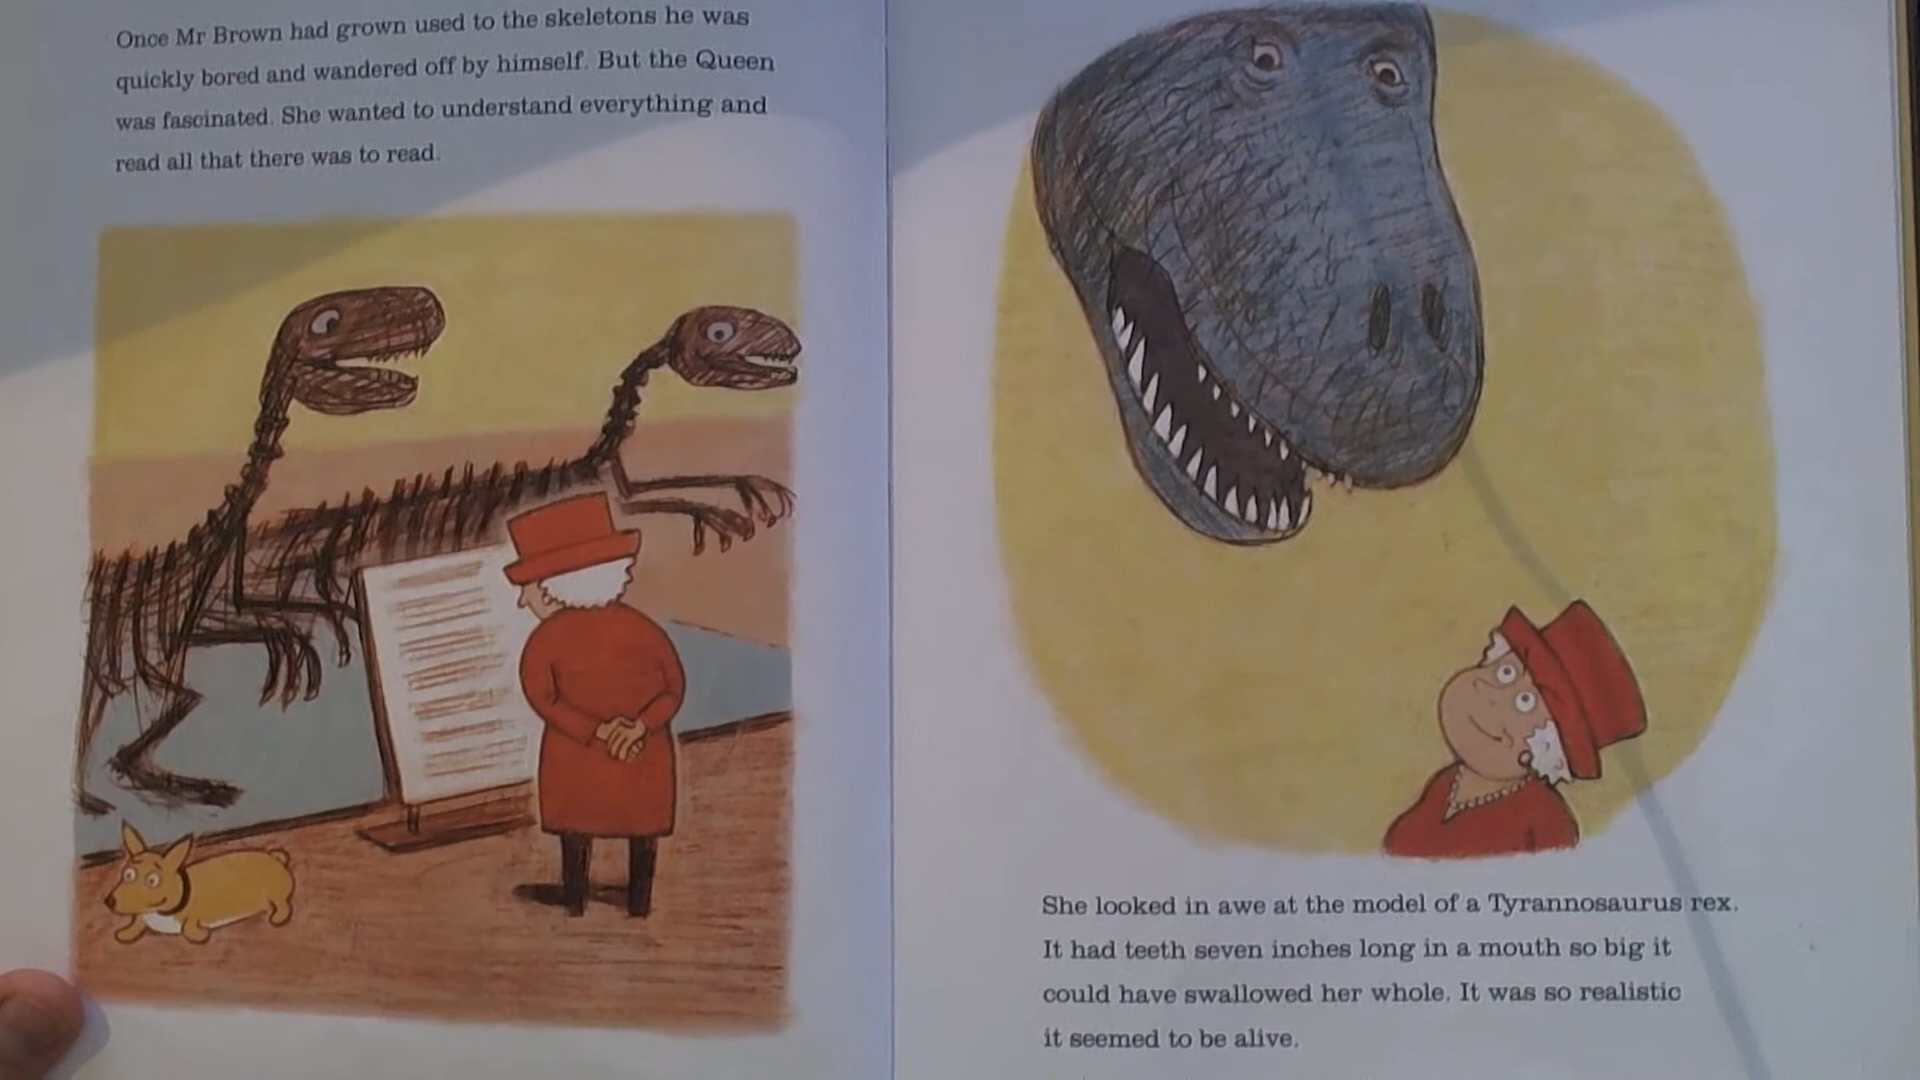 Once Mr Brown had grown used to the skeletons he was
quickly bored and wandered off by himself. But the Queen
was fascinated. She wanted to understand everything and
read all that there was to read.
She looked in awe at the model of a Tyrannosaurus rex.
It had teeth seven inches long in a mouth so big it
could have swallowed her whole. It was so realistic
it seemed to be alive.